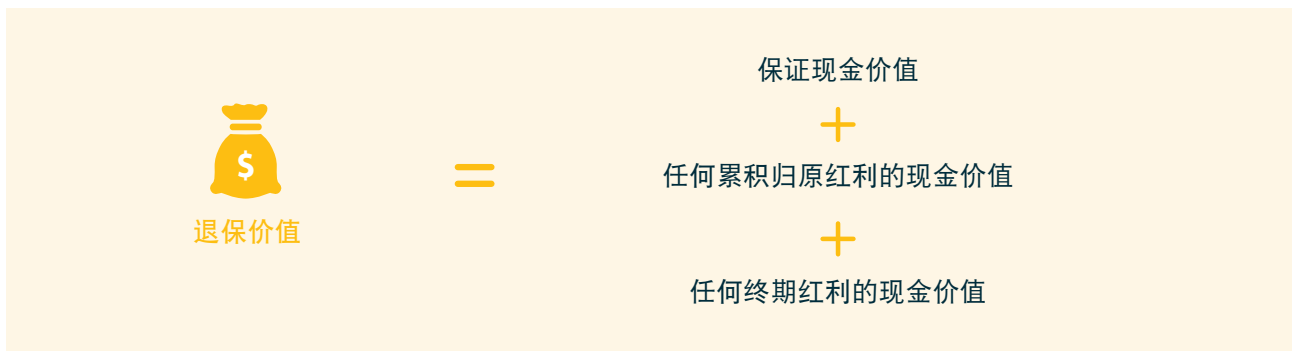 保证现金价值
+
$
=
任何累积归原红利的现金价值
退保价值
+
任何终期红利的现金价值